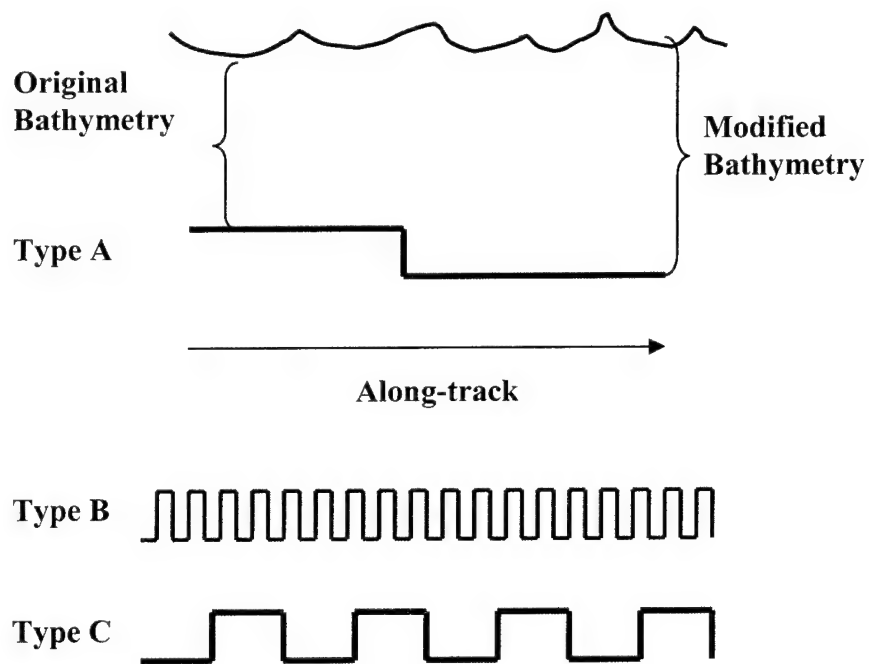 Original
Bathymetry
Modified
Bathymetry
Type A
Along-track
Type B
Type C